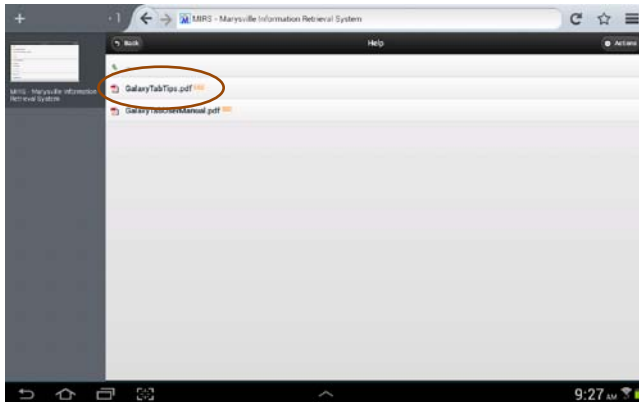 + 1 MIRS - Marysville Information Retrieval System
Back Help Actions
MIRS - Marysville Information
Retrieval System
..
GalaxyTabTips.pdf
GalaxyTabUserManual.pdf
9:27 AM